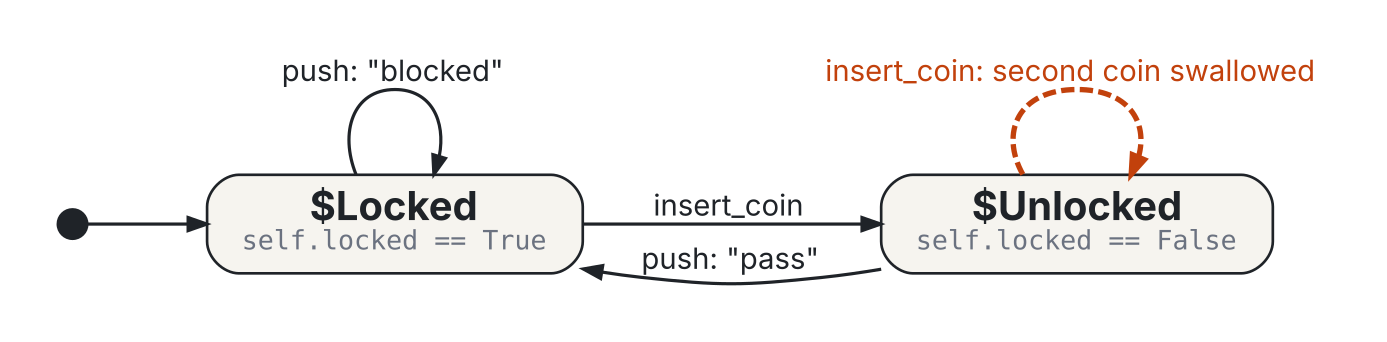 push: "blocked"
insert_coin: second coin swallowed
$Locked
self.locked == True
insert_coin
push: "pass"
$Unlocked
self.locked == False